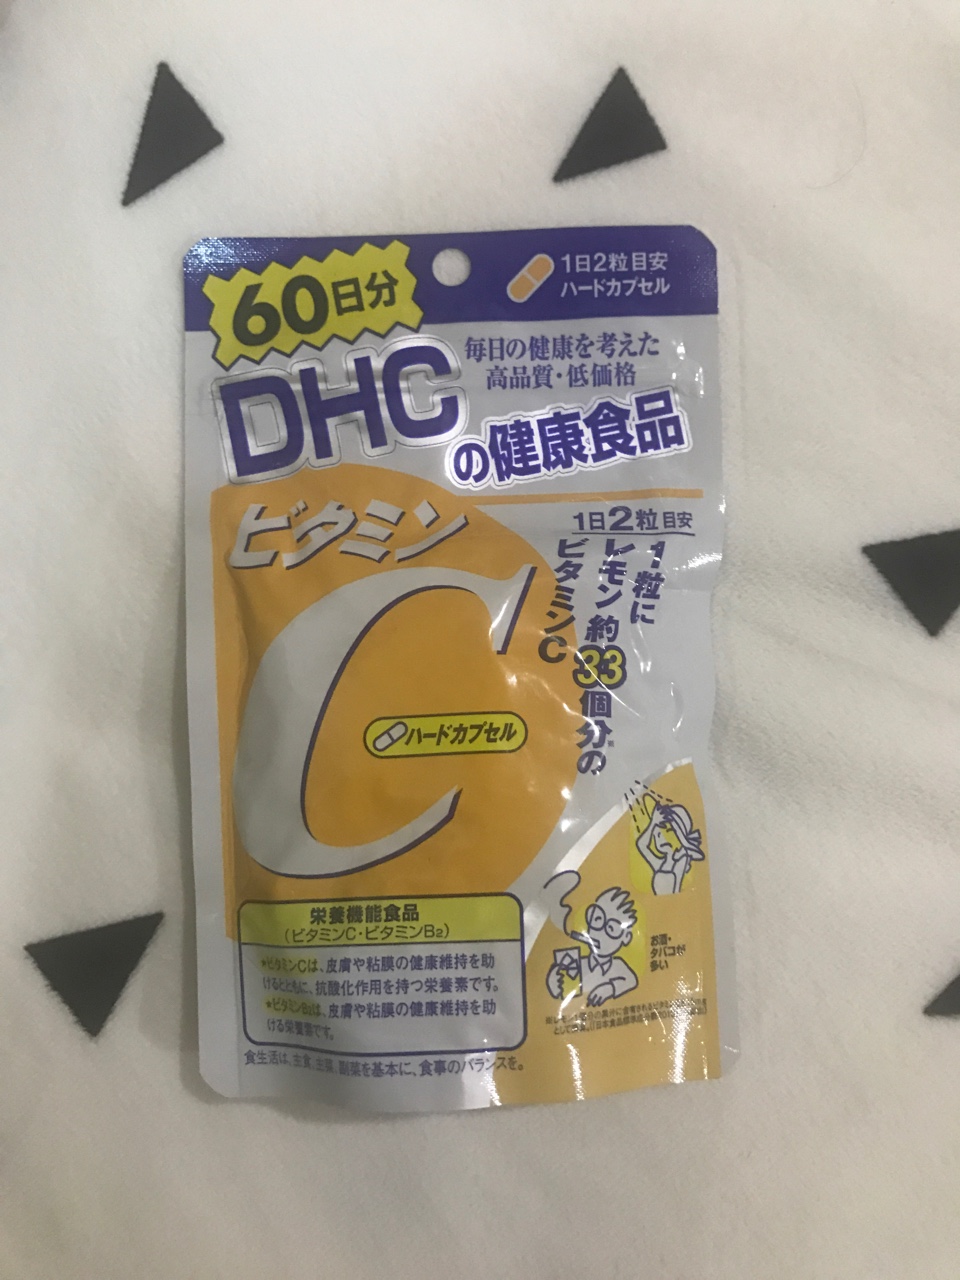 60日分
1日2粒目安
ハードカプセル
毎日の健康を考えた
高品質・低価格
DHC
の健康食品
ビタミン
C
ハードカプセル
1日2粒目安
1粒に
レモン約33個分の
ビタミンC
栄養機能食品
(ビタミンC・ビタミンB2)
*ビタミンCは、皮膚や粘膜の健康維持を助
けるとともに、抗酸化作用を持つ栄養素です。
*ビタミンB2は、皮膚や粘膜の健康維持を助
ける栄養素です。
食生活は、主食、主菜、副菜を基本に、食事のバランスを。
お酒・
タバコが
多い